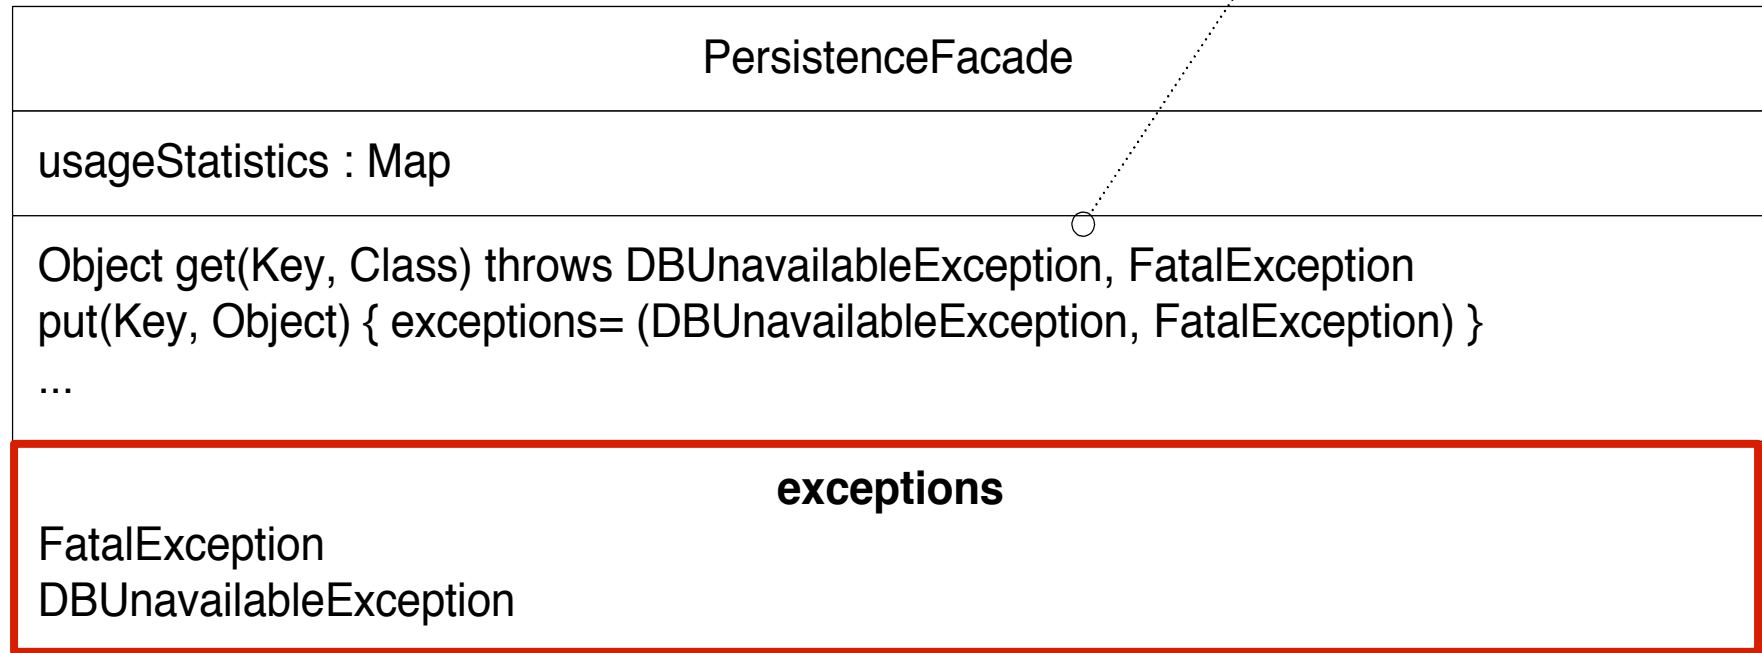 PersistenceFacade
usageStatistics : Map
Object get(Key, Class) throws DBUnavailableException, FatalException
put(Key, Object) { exceptions= (DBUnavailableException, FatalException) }
...
exceptions
FatalException
DBUnavailableException